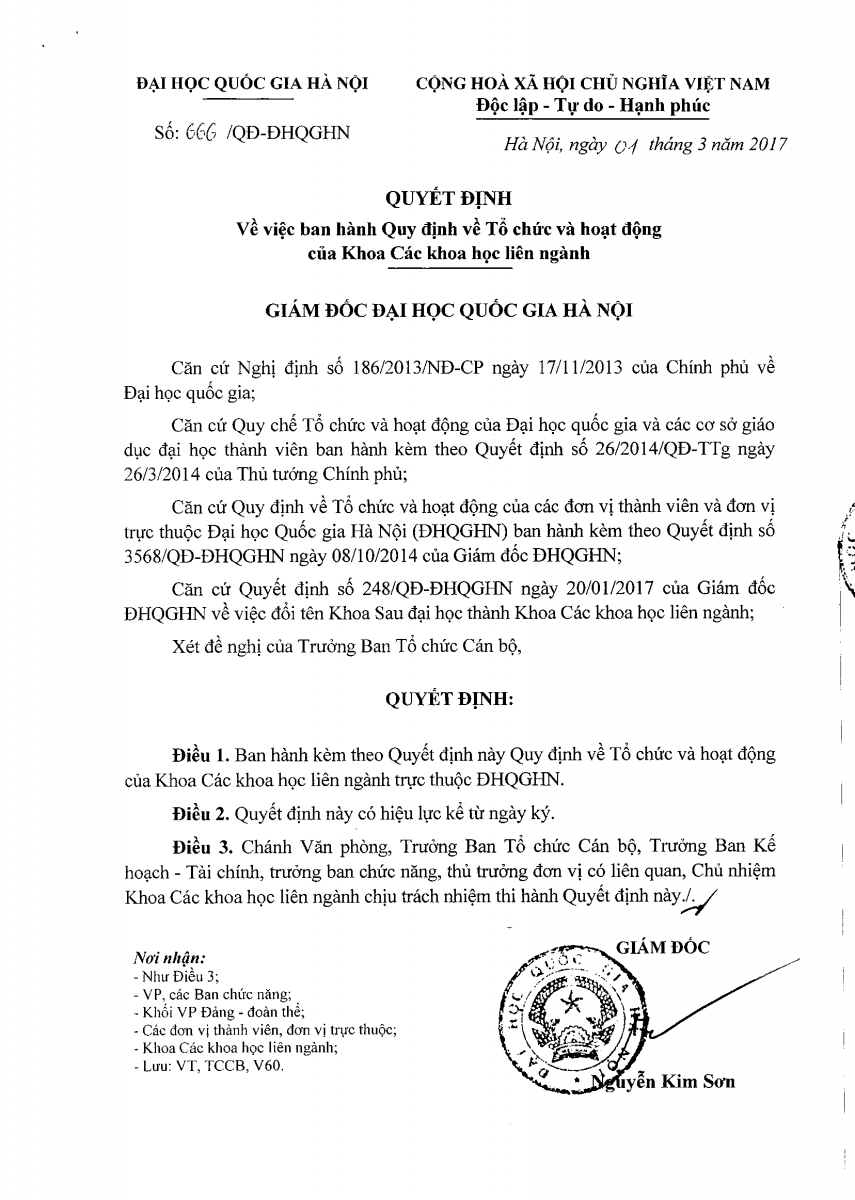 ĐẠI HỌC QUỐC GIA HÀ NỘI
CỘNG HOÀ XÃ HỘI CHỦ NGHĨA VIỆT NAM
Độc lập - Tự do - Hạnh phúc
Số: 666 /QĐ-ĐHQGHN
Hà Nội, ngày 01 tháng 3 năm 2017
QUYẾT ĐỊNH
Về việc ban hành Quy định về Tổ chức và hoạt động
của Khoa Các khoa học liên ngành
GIÁM ĐỐC ĐẠI HỌC QUỐC GIA HÀ NỘI
Căn cứ Nghị định số 186/2013/NĐ-CP ngày 17/11/2013 của Chính phủ về
Đại học quốc gia;
Căn cứ Quy chế Tổ chức và hoạt động của Đại học quốc gia và các cơ sở giáo
dục đại học thành viên ban hành kèm theo Quyết định số 26/2014/QĐ-TTg ngày
26/3/2014 của Thủ tướng Chính phủ;
Căn cứ Quy định về Tổ chức và hoạt động của các đơn vị thành viên và đơn vị
trực thuộc Đại học Quốc gia Hà Nội (ĐHQGHN) ban hành kèm theo Quyết định số
3568/QĐ-ĐHQGHN ngày 08/10/2014 của Giám đốc ĐHQGHN;
Căn cứ Quyết định số 248/QĐ-ĐHQGHN ngày 20/01/2017 của Giám đốc
ĐHQGHN về việc đổi tên Khoa Sau đại học thành Khoa Các khoa học liên ngành;
Xét đề nghị của Trưởng Ban Tổ chức Cán bộ,
QUYẾT ĐỊNH:
Điều 1. Ban hành kèm theo Quyết định này Quy định về Tổ chức và hoạt động
của Khoa Các khoa học liên ngành trực thuộc ĐHQGHN.
Điều 2. Quyết định này có hiệu lực kể từ ngày ký.
Điều 3. Chánh Văn phòng, Trưởng Ban Tổ chức Cán bộ, Trưởng Ban Kế
hoạch - Tài chính, trưởng ban chức năng, thủ trưởng đơn vị có liên quan, Chủ nhiệm
Khoa Các khoa học liên ngành chịu trách nhiệm thi hành Quyết định này./.
Nơi nhận:
- Như Điều 3;
- VP, các Ban chức năng;
- Khối VP Đảng - đoàn thể;
- Các đơn vị thành viên, đơn vị trực thuộc;
- Khoa Các khoa học liên ngành;
- Lưu: VT, TCCB, V60.
GIÁM ĐỐC
ĐẠI HỌC QUỐC GIA HÀ NỘI
Nguyễn Kim Sơn